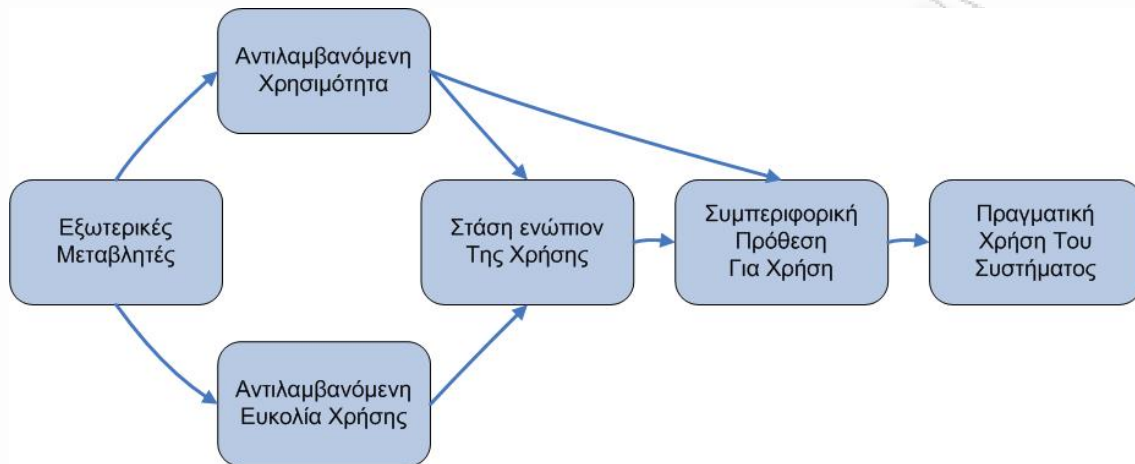 Αντιλαμβανόμενη
Χρησιμότητα
Εξωτερικές
Μεταβλητές
Στάση ενώπιον
Της Χρήσης
Συμπεριφορική
Πρόθεση
Για Χρήση
Πραγματική
Χρήση Του
Συστήματος
Αντιλαμβανόμενη
Ευκολία Χρήσης